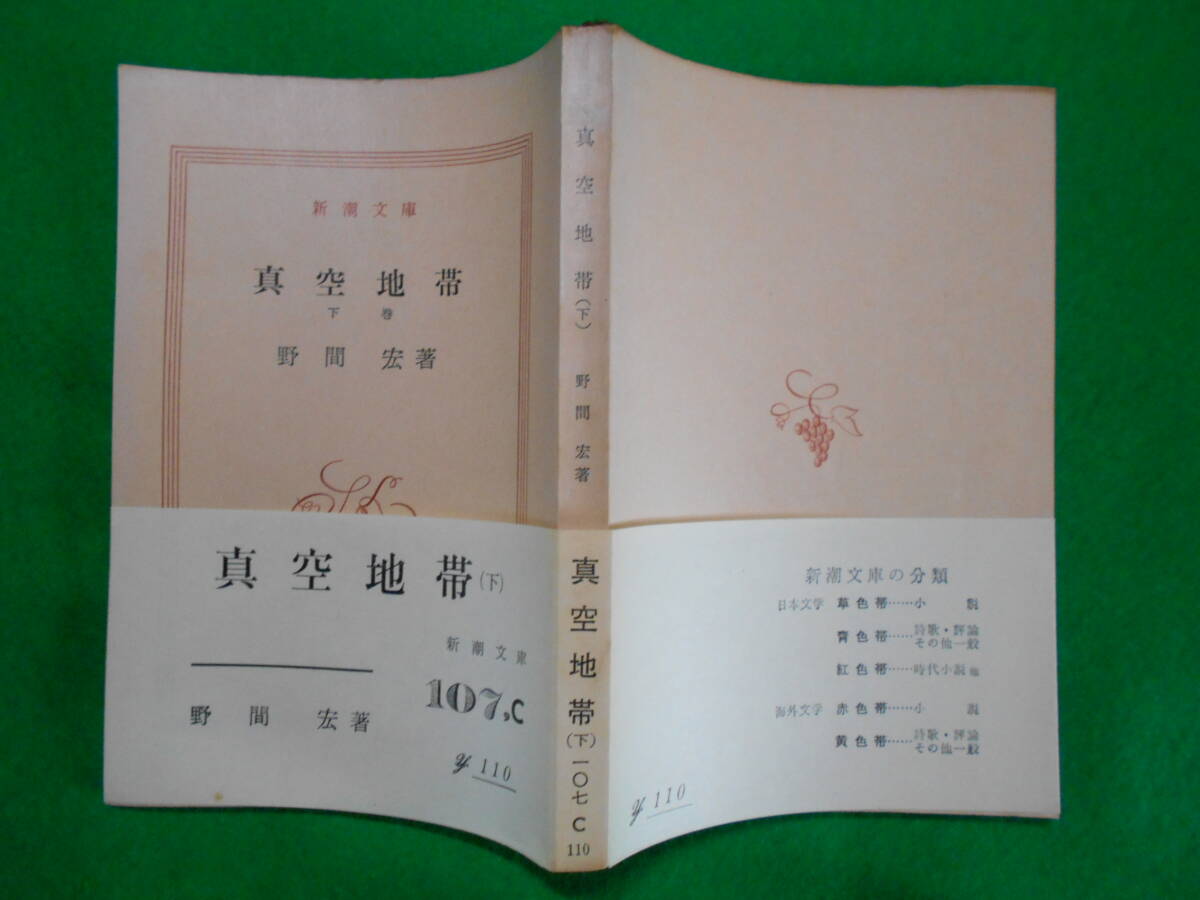 新潮文庫
真空地帯
下巻
野間宏著
真空地帯(下)
新潮文庫
107,C
野間宏著
¥110
真空地帯(下) 野間宏著
真空地帯(下) 一〇七 C 110
新潮文庫の分類
日本文学 草色帯……小説
青色帯……詩歌・評論その他一般
紅色帯……時代小説 他
海外文学 赤色帯……小説
黄色帯……詩歌・評論その他一般
¥110